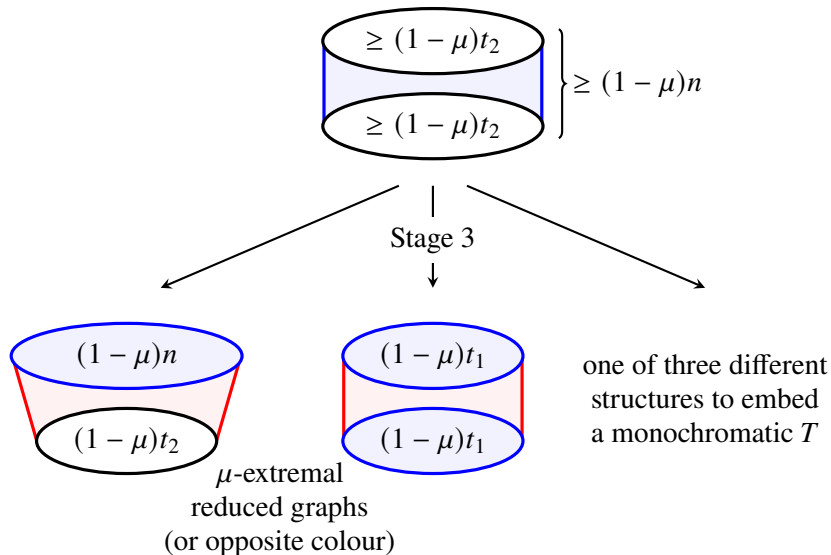 ≥ (1 − μ)t₂
≥ (1 − μ)n
≥ (1 − μ)t₂
Stage 3
(1 − μ)n
(1 − μ)t₂
(1 − μ)t₁
(1 − μ)t₁
one of three different
structures to embed
a monochromatic T
μ-extremal
reduced graphs
(or opposite colour)